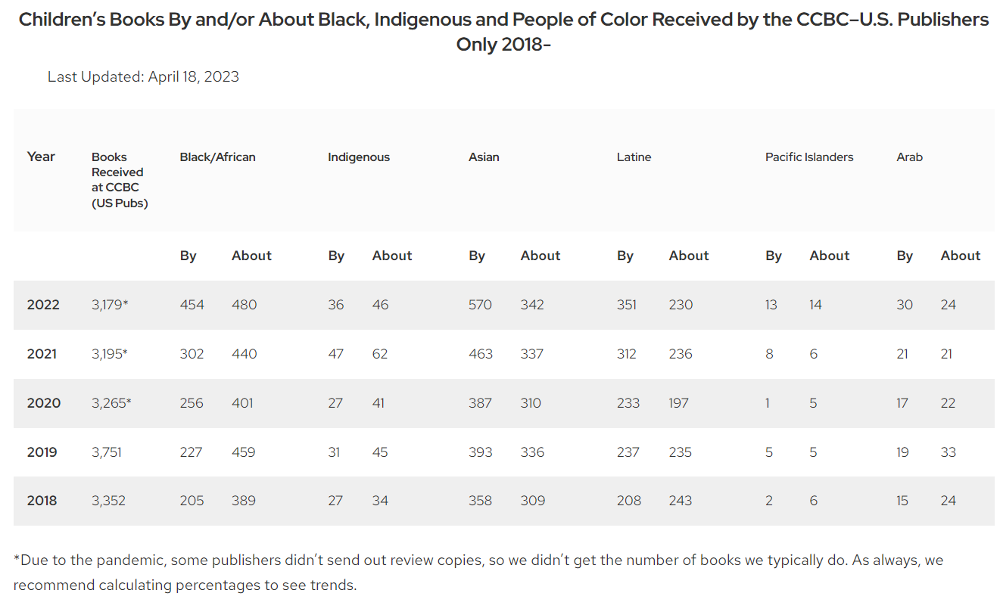 Children’s Books By and/or About Black, Indigenous and People of Color Received by the CCBC–U.S. Publishers
Only 2018-
Last Updated: April 18, 2023
Year Books Black/African Indigenous Asian Latine Pacific Islanders Arab
Received
at CCBC
(US Pubs)
By About By About By About By About By About By About
2022 3,179* 454 480 36 46 570 342 351 230 13 14 30 24
2021 3,195* 302 440 47 62 463 337 312 236 8 6 21 21
2020 3,265* 256 401 27 41 387 310 233 197 1 5 17 22
2019 3,751 227 459 31 45 393 336 237 235 5 5 19 33
2018 3,352 205 389 27 34 358 309 208 243 2 6 15 24
*Due to the pandemic, some publishers didn’t send out review copies, so we didn’t get the number of books we typically do. As always, we
recommend calculating percentages to see trends.